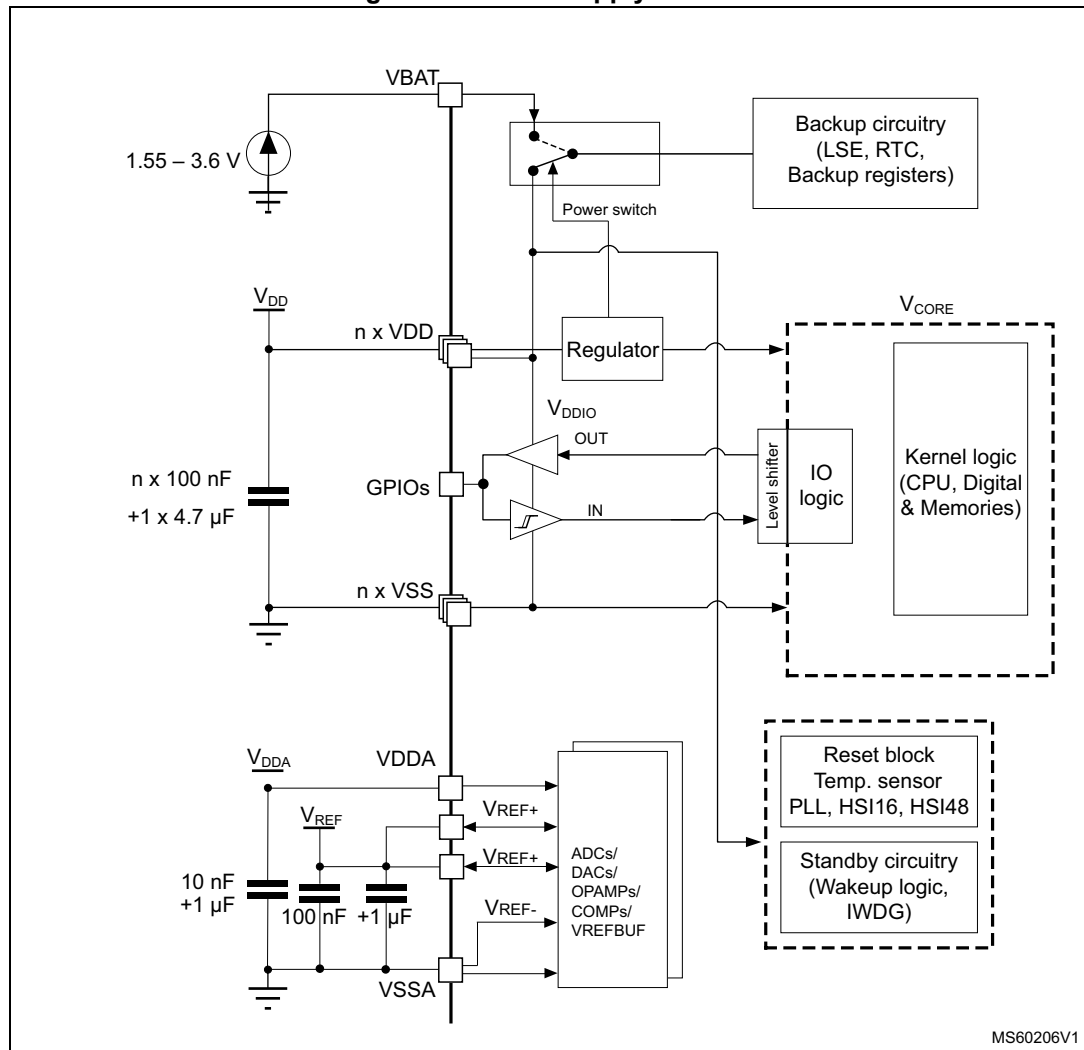 VBAT
1.55 – 3.6 V
Backup circuitry
(LSE, RTC,
Backup registers)
Power switch
VDD
n x VDD
Regulator
VCORE
VDDIO
OUT
n x 100 nF
+1 x 4.7 µF
GPIOs
IN
Level shifter
IO
logic
Kernel logic
(CPU, Digital
& Memories)
n x VSS
VDDA
VDDA
VREF
VREF+
VREF+
10 nF
+1 µF
100 nF
+1 µF
VREF-
VSSA
ADCs/
DACs/
OPAMPs/
COMPs/
VREFBUF
Reset block
Temp. sensor
PLL, HSI16, HSI48
Standby circuitry
(Wakeup logic,
IWDG)
MS60206V1